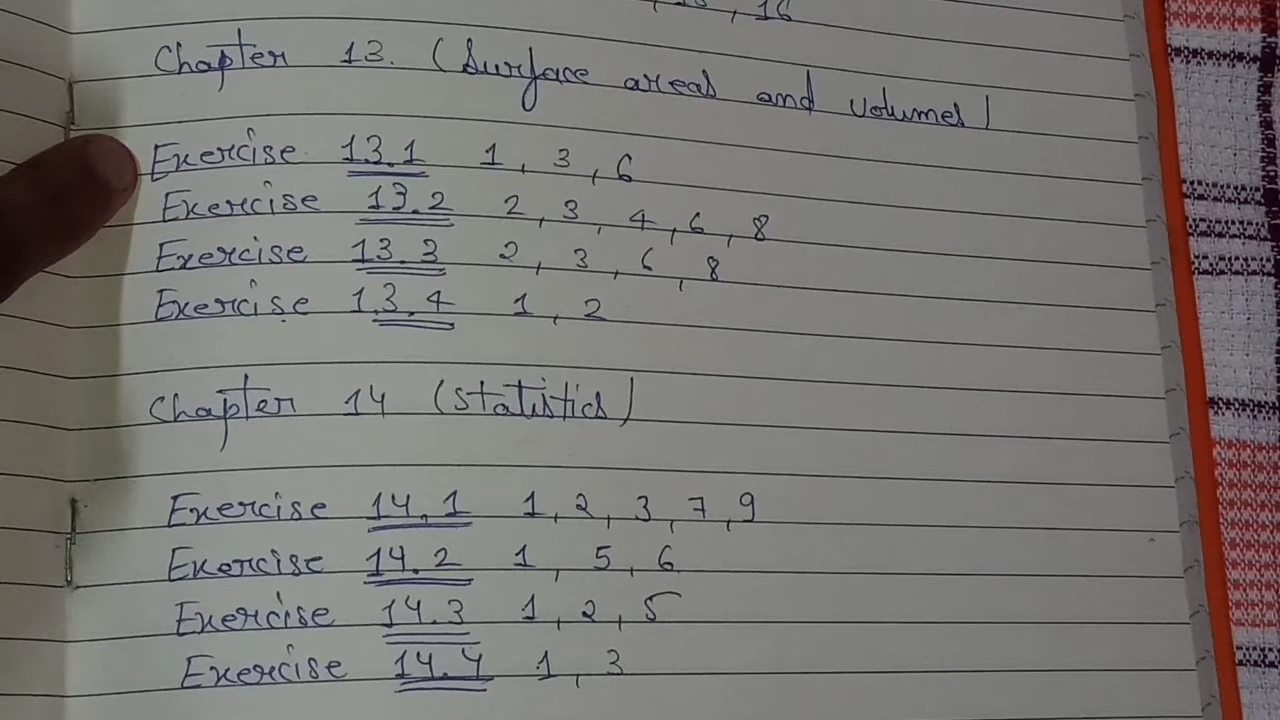 , 16
Chapter 13. (Surface areas and volumes)
Exercise 13.1 1, 3, 6
Exercise 13.2 2, 3, 4, 6, 8
Exercise 13.3 2, 3, 6, 8
Exercise 13.4 1, 2
Chapter 14 (Statistics)
Exercise 14.1 1, 2, 3, 7, 9
Exercise 14.2 1, 5, 6
Exercise 14.3 1, 2, 5
Exercise 14.4 1, 3